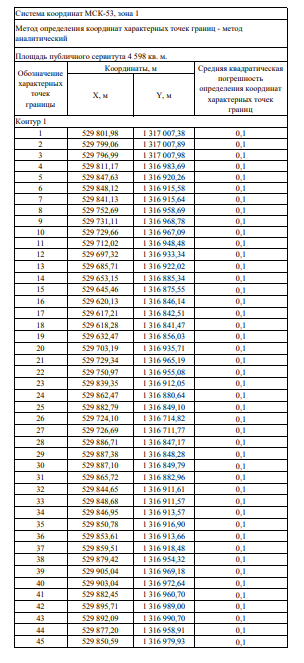 Система координат МСК-53, зона 1
Метод определения координат характерных точек границ - метод
аналитический
Площадь публичного сервитута 4 598 кв. м.
Обозначение характерных точек границы Координаты, м Средняя квадратическая погрешность определения координат характерных точек границ
X, м Y, м
Контур 1
1 529 801,98 1 317 007,38 0,1
2 529 799,06 1 317 007,89 0,1
3 529 796,99 1 317 007,98 0,1
4 529 811,17 1 316 983,69 0,1
5 529 847,63 1 316 920,26 0,1
6 529 848,12 1 316 915,58 0,1
7 529 841,13 1 316 915,64 0,1
8 529 752,69 1 316 958,69 0,1
9 529 731,11 1 316 968,78 0,1
10 529 729,66 1 316 967,09 0,1
11 529 712,02 1 316 948,48 0,1
12 529 697,32 1 316 933,34 0,1
13 529 685,71 1 316 922,02 0,1
14 529 653,15 1 316 885,34 0,1
15 529 645,46 1 316 875,55 0,1
16 529 620,13 1 316 846,14 0,1
17 529 617,21 1 316 842,51 0,1
18 529 618,28 1 316 841,47 0,1
19 529 632,47 1 316 856,03 0,1
20 529 703,19 1 316 935,71 0,1
21 529 729,34 1 316 965,19 0,1
22 529 750,97 1 316 955,08 0,1
23 529 839,35 1 316 912,05 0,1
24 529 862,47 1 316 880,64 0,1
25 529 882,79 1 316 849,10 0,1
26 529 724,10 1 316 714,82 0,1
27 529 726,69 1 316 711,77 0,1
28 529 886,71 1 316 847,17 0,1
29 529 887,38 1 316 848,28 0,1
30 529 887,10 1 316 849,79 0,1
31 529 865,72 1 316 882,96 0,1
32 529 844,65 1 316 911,61 0,1
33 529 848,68 1 316 911,57 0,1
34 529 846,95 1 316 913,57 0,1
35 529 850,78 1 316 916,90 0,1
36 529 853,61 1 316 913,66 0,1
37 529 859,51 1 316 918,48 0,1
38 529 879,42 1 316 954,32 0,1
39 529 905,04 1 316 969,18 0,1
40 529 903,04 1 316 972,64 0,1
41 529 882,45 1 316 960,70 0,1
42 529 895,71 1 316 989,00 0,1
43 529 892,09 1 316 990,70 0,1
44 529 877,20 1 316 958,91 0,1
45 529 850,59 1 316 979,93 0,1